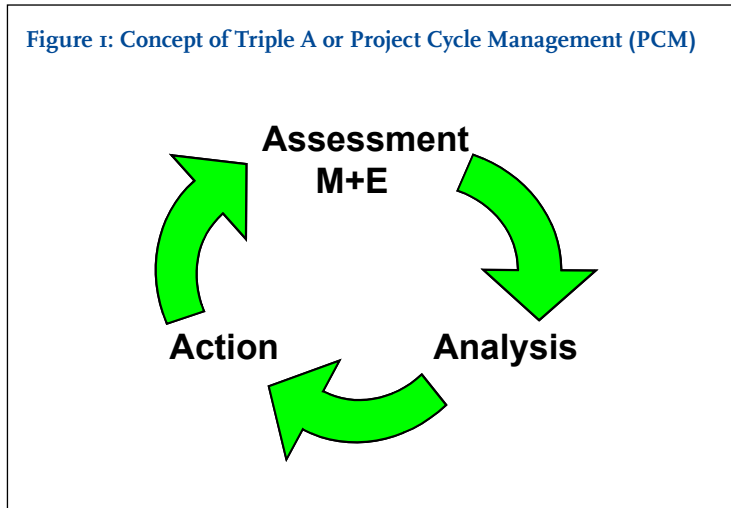 Figure 1: Concept of Triple A or Project Cycle Management (PCM)
Assessment
M+E
Action
Analysis